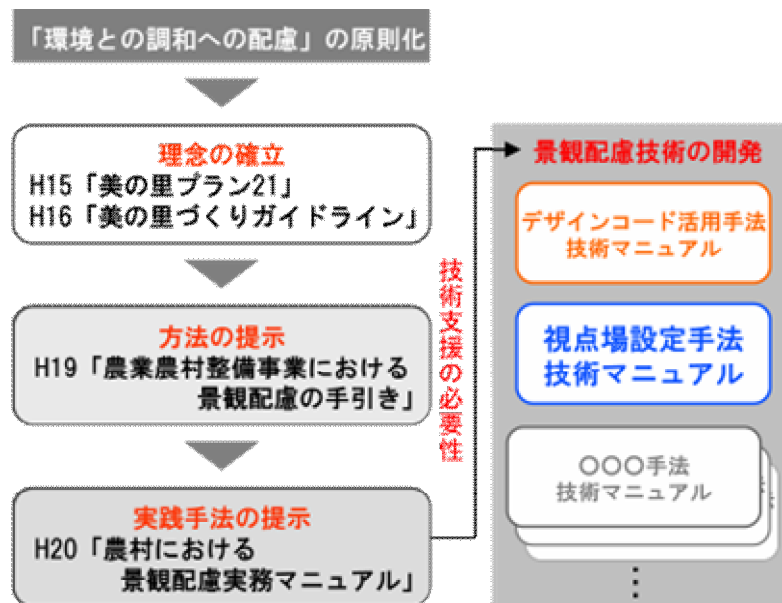 「環境との調和への配慮」の原則化
理念の確立
H15「美の里プラン21」
H16「美の里づくりガイドライン」
方法の提示
H19「農業農村整備事業における
景観配慮の手引き」
実践手法の提示
H20「農村における
景観配慮実務マニュアル」
技術支援の必要性
景観配慮技術の開発
デザインコード活用手法
技術マニュアル
視点場設定手法
技術マニュアル
〇〇〇手法
技術マニュアル
⋮